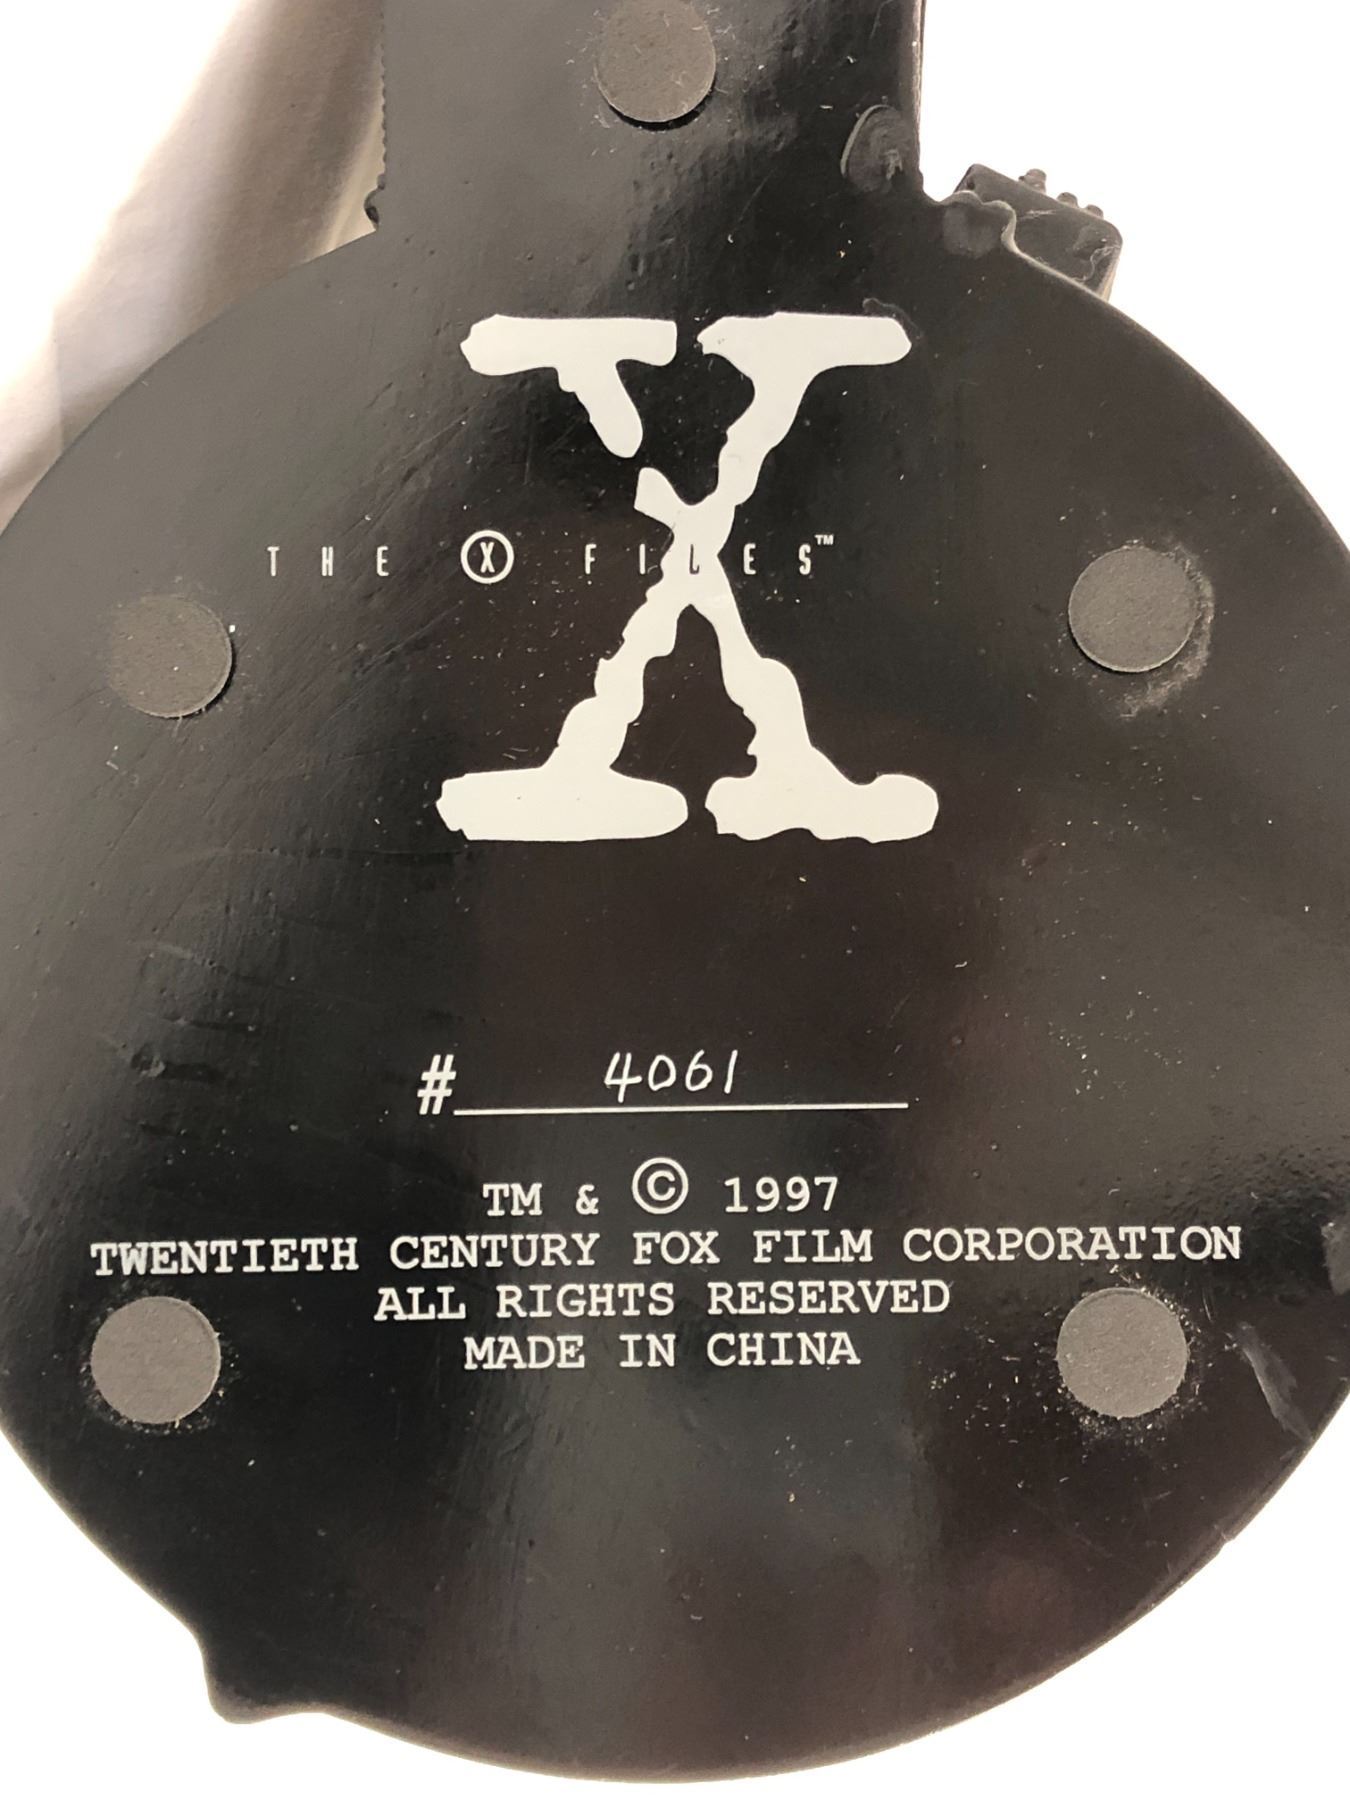 X
THE X FILES™
# 4061
TM & © 1997
TWENTIETH CENTURY FOX FILM CORPORATION
ALL RIGHTS RESERVED
MADE IN CHINA